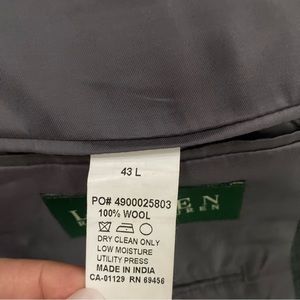 43 L
PO# 4900025803
100% WOOL
DRY CLEAN ONLY
LOW MOISTURE
UTILITY PRESS
MADE IN INDIA
CA-01129 RN 69456